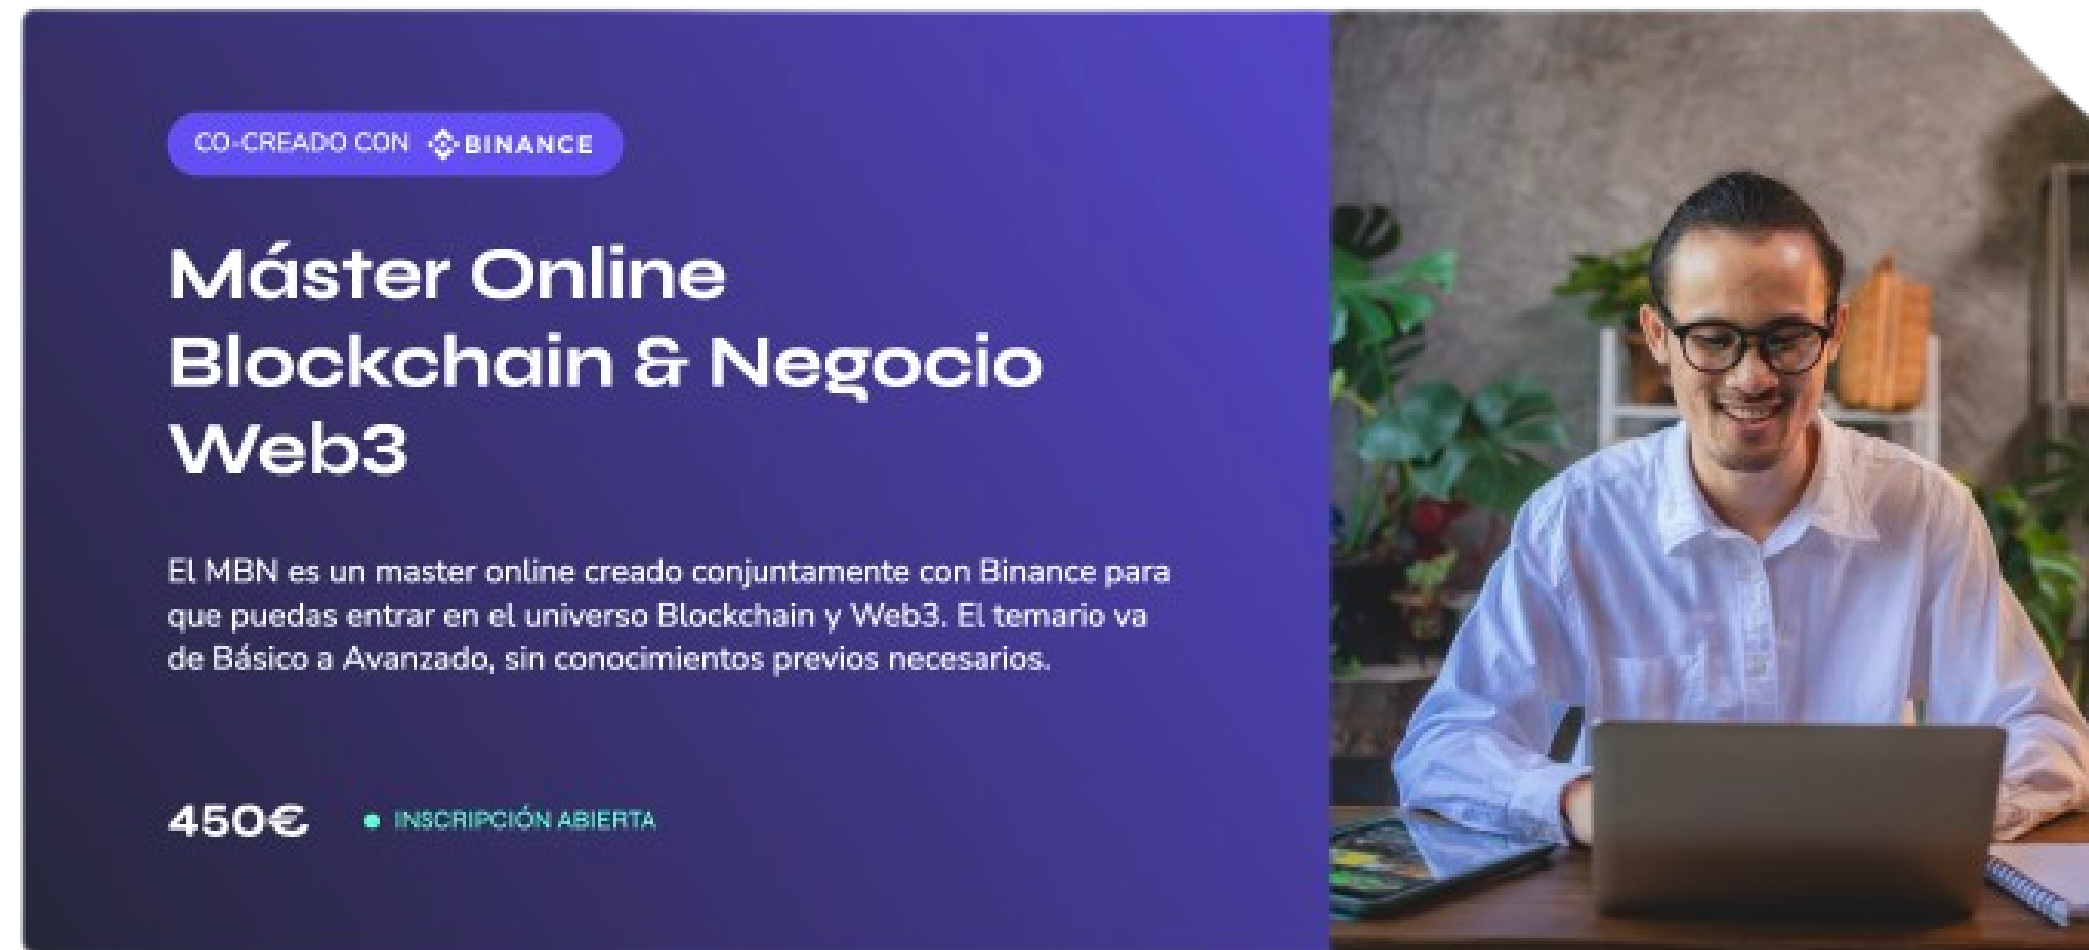 CO-CREADO CON BINANCE
Máster Online
Blockchain & Negocio
Web3
El MBN es un master online creado conjuntamente con Binance para
que puedas entrar en el universo Blockchain y Web3. El temario va
de Básico a Avanzado, sin conocimientos previos necesarios.
450€ INSCRIPCIÓN ABIERTA